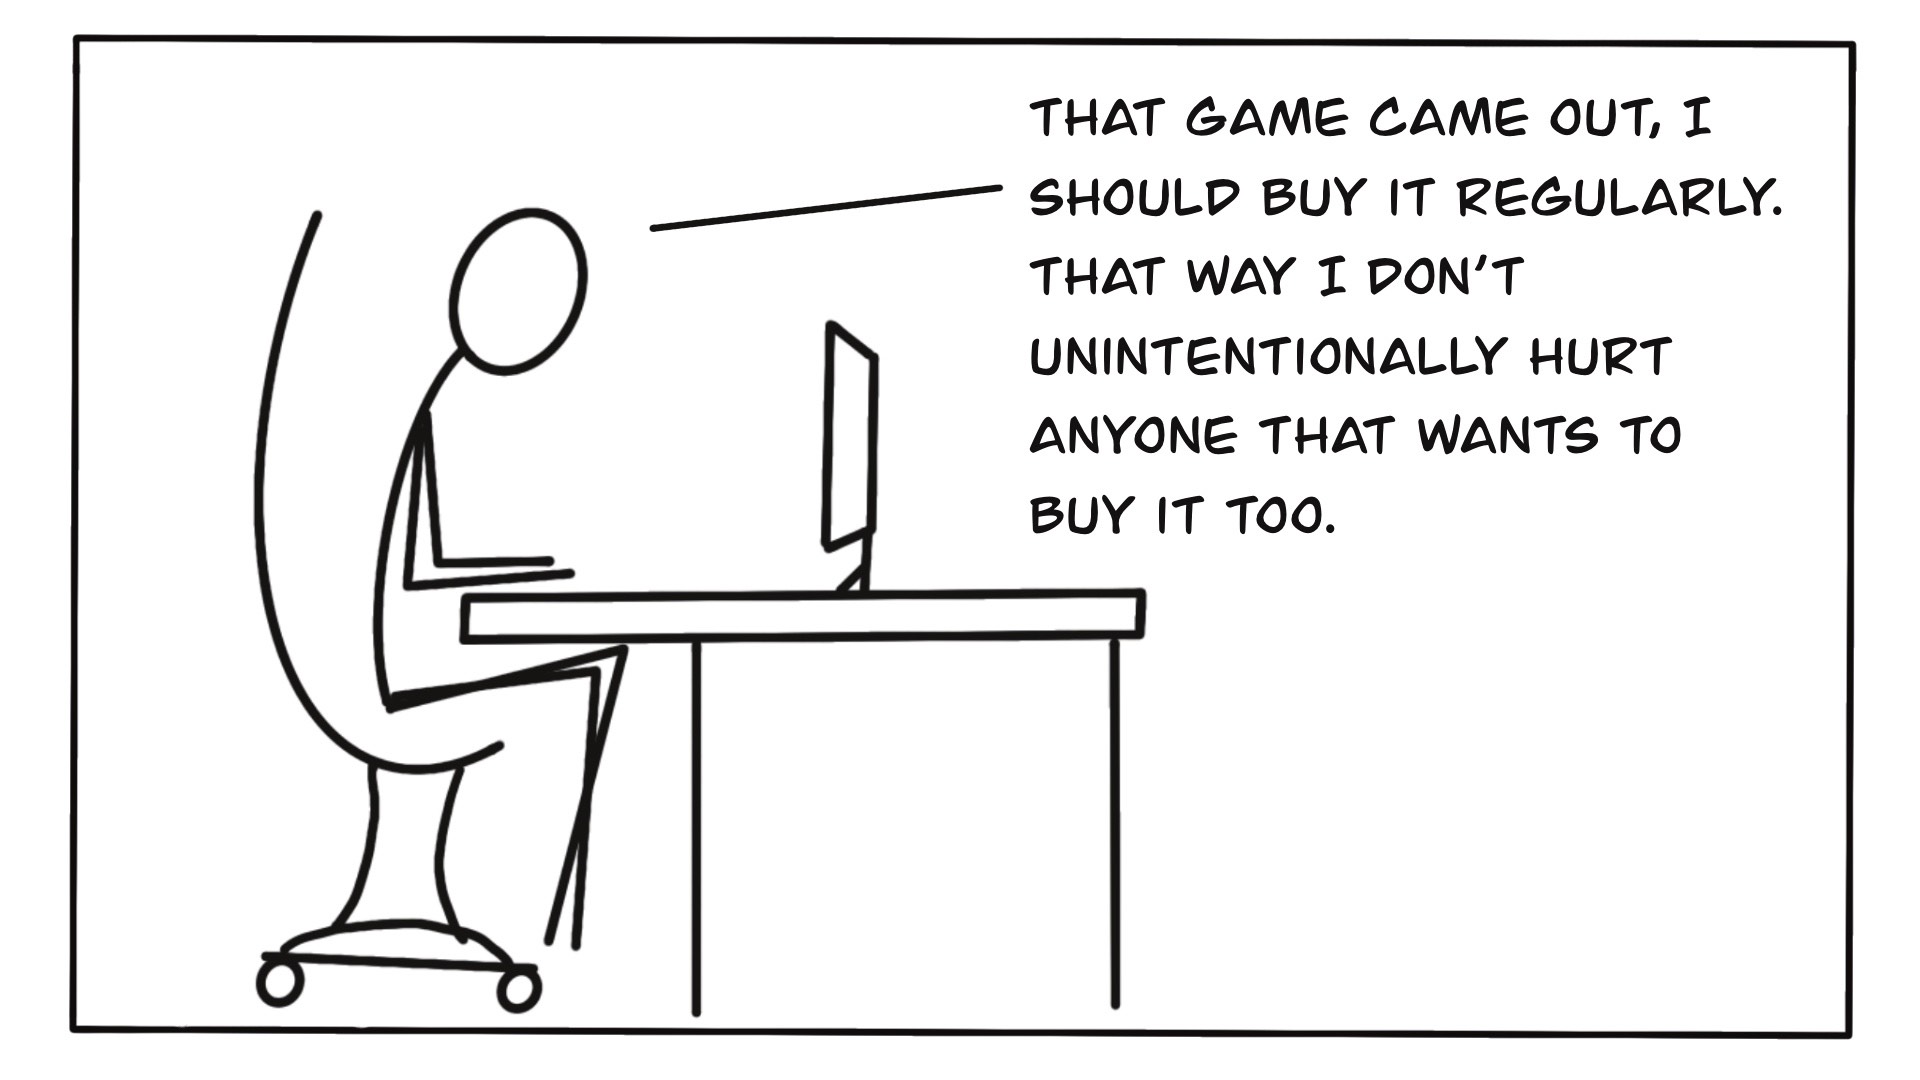 THAT GAME CAME OUT, I
SHOULD BUY IT REGULARLY.
THAT WAY I DON'T
UNINTENTIONALLY HURT
ANYONE THAT WANTS TO
BUY IT TOO.